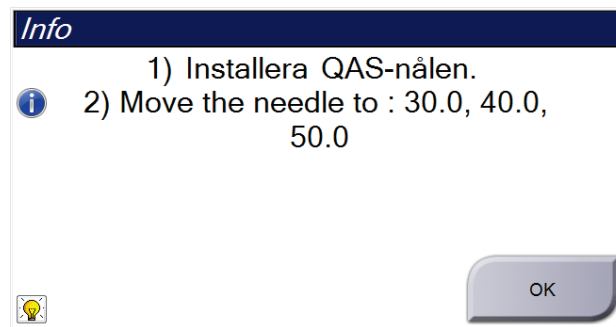 Info
1) Installera QAS-nålen.
2) Move the needle to : 30.0, 40.0,
50.0
OK